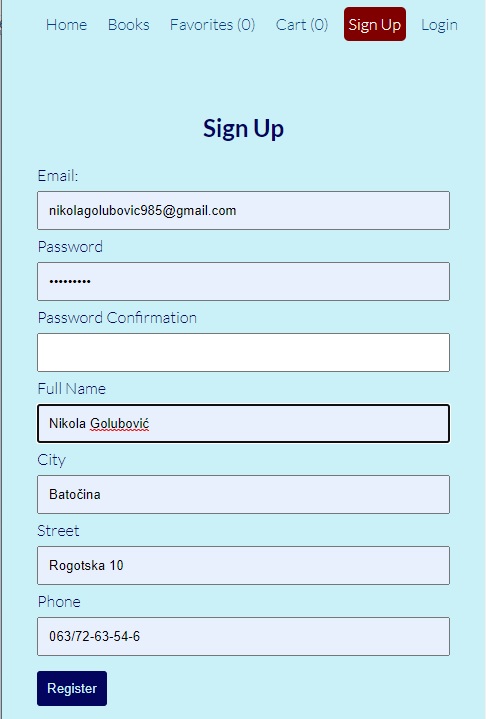 Home Books Favorites (0) Cart (0) Sign Up Login
Sign Up
Email:
nikolagolubovic985@gmail.com
Password
•••••••••
Password Confirmation
Full Name
Nikola Golubović
City
Batočina
Street
Rogotska 10
Phone
063/72-63-54-6
Register